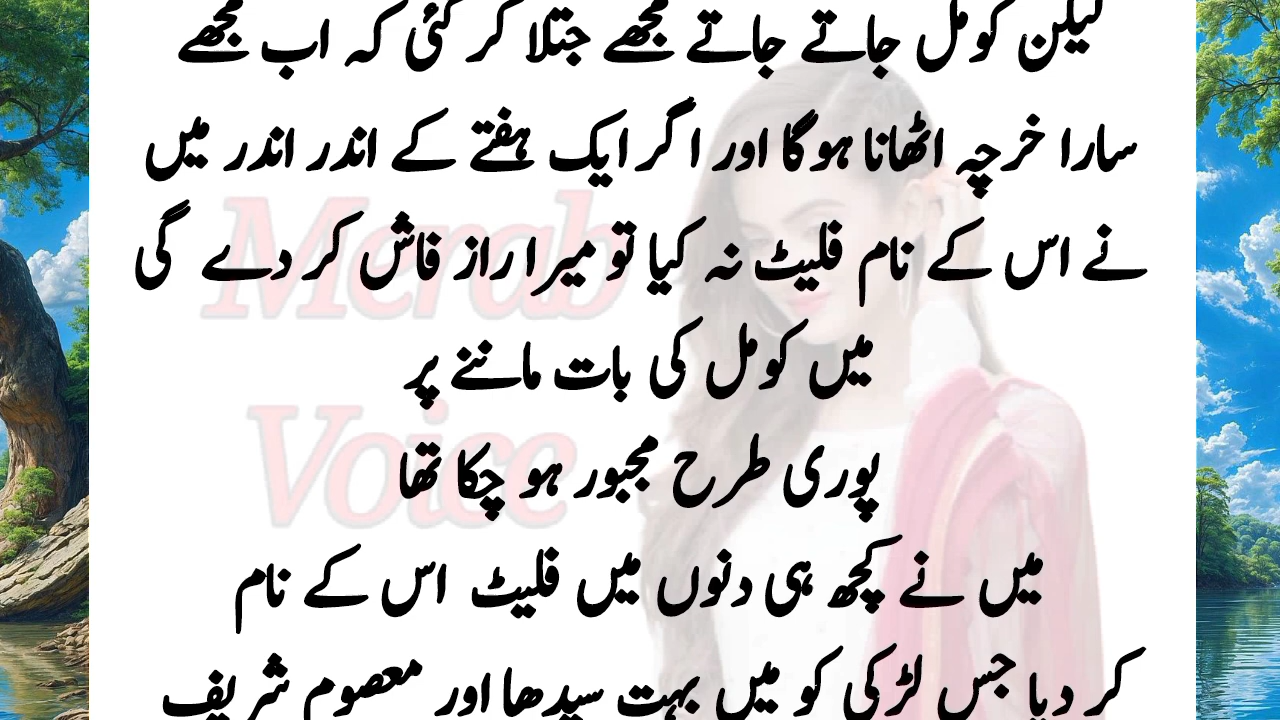 لیکن کومل جاتے جاتے مجھے جتلا کر گئی کہ اب مجھے
سارا خرچہ اٹھانا ہوگا اور اگر ایک ہفتے کے اندر اندر میں
نے اس کے نام فلیٹ نہ کیا تو میرا راز فاش کر دے گی
میں کومل کی بات ماننے پر
پوری طرح مجبور ہو چکا تھا
میں نے کچھ ہی دنوں میں فلیٹ اس کے نام
کر دیا جس لڑکی کو میں بہت سیدھا اور معصوم شریف
Merab
Voice